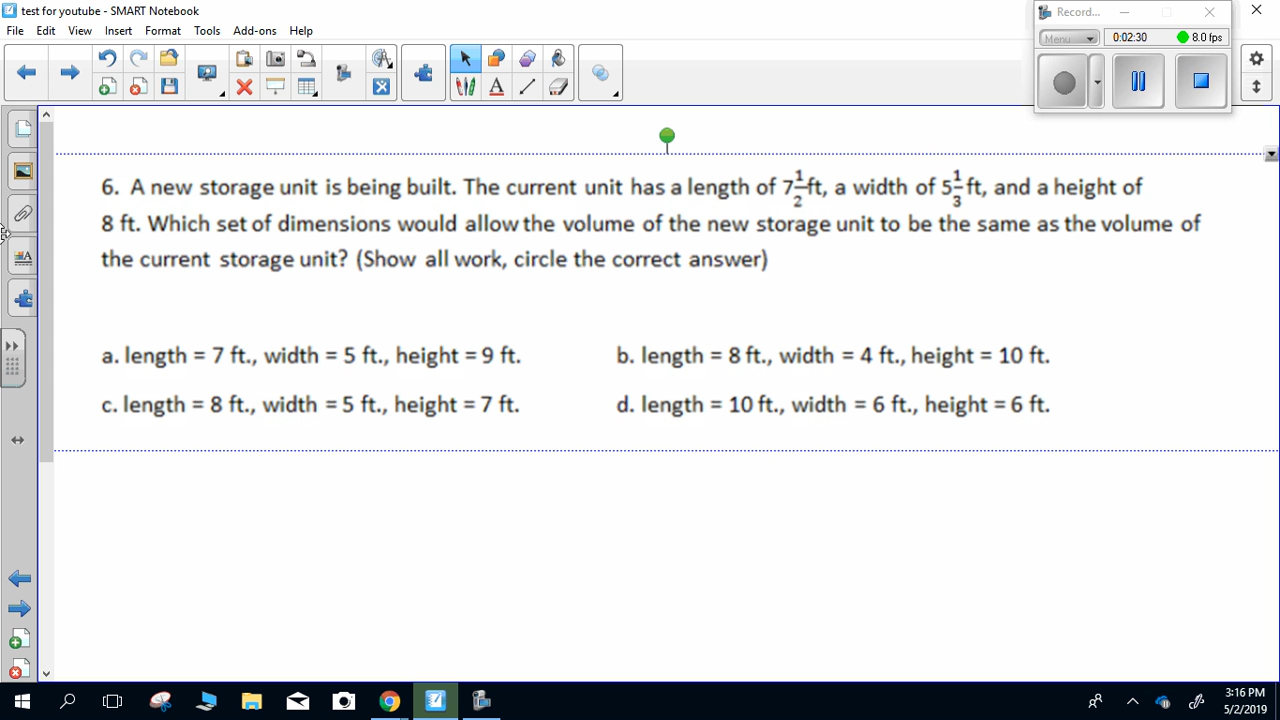 test for youtube - SMART Notebook
Record...
File Edit View Insert Format Tools Add-ons Help
Menu 0:02:30 8.0 fps
6. A new storage unit is being built. The current unit has a length of 7 1/2 ft, a width of 5 1/3 ft, and a height of
8 ft. Which set of dimensions would allow the volume of the new storage unit to be the same as the volume of
the current storage unit? (Show all work, circle the correct answer)
a. length = 7 ft., width = 5 ft., height = 9 ft. b. length = 8 ft., width = 4 ft., height = 10 ft.
c. length = 8 ft., width = 5 ft., height = 7 ft. d. length = 10 ft., width = 6 ft., height = 6 ft.
3:16 PM
5/2/2019